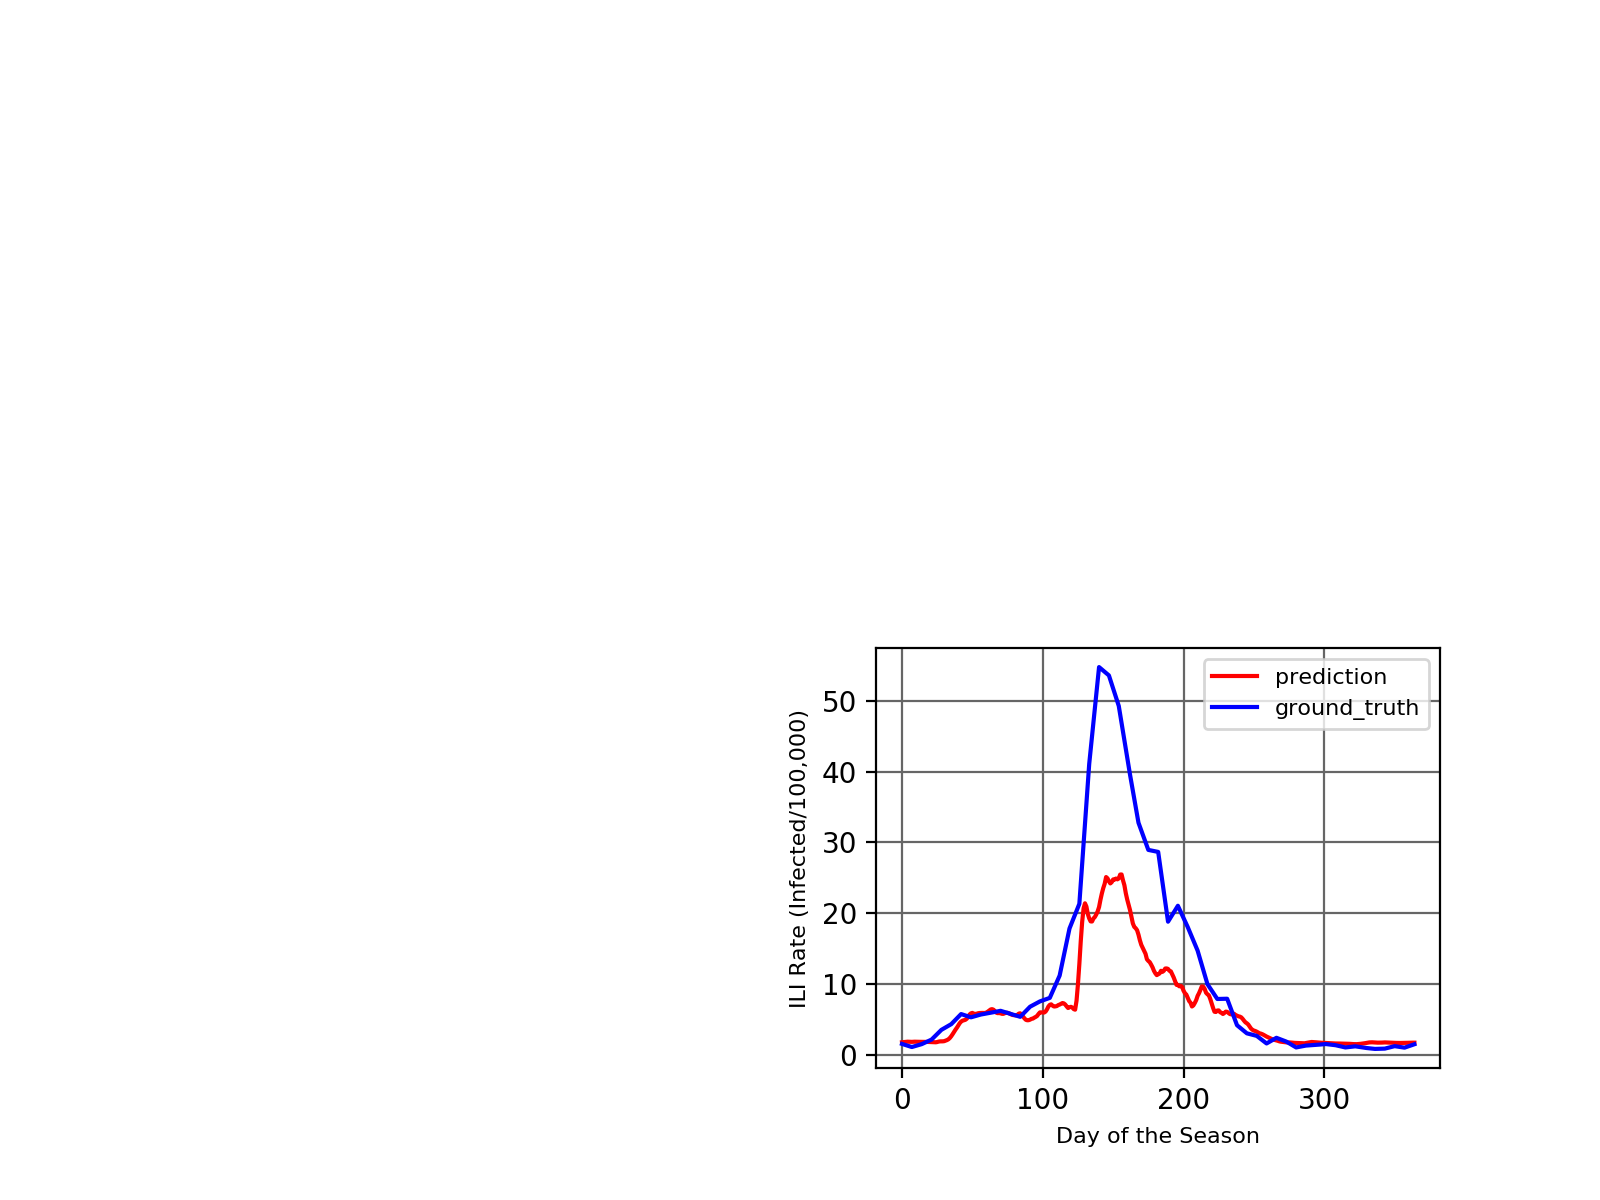 prediction
ground_truth
50
40
30
20
10
0
ILI Rate (Infected/100,000)
0 100 200 300
Day of the Season